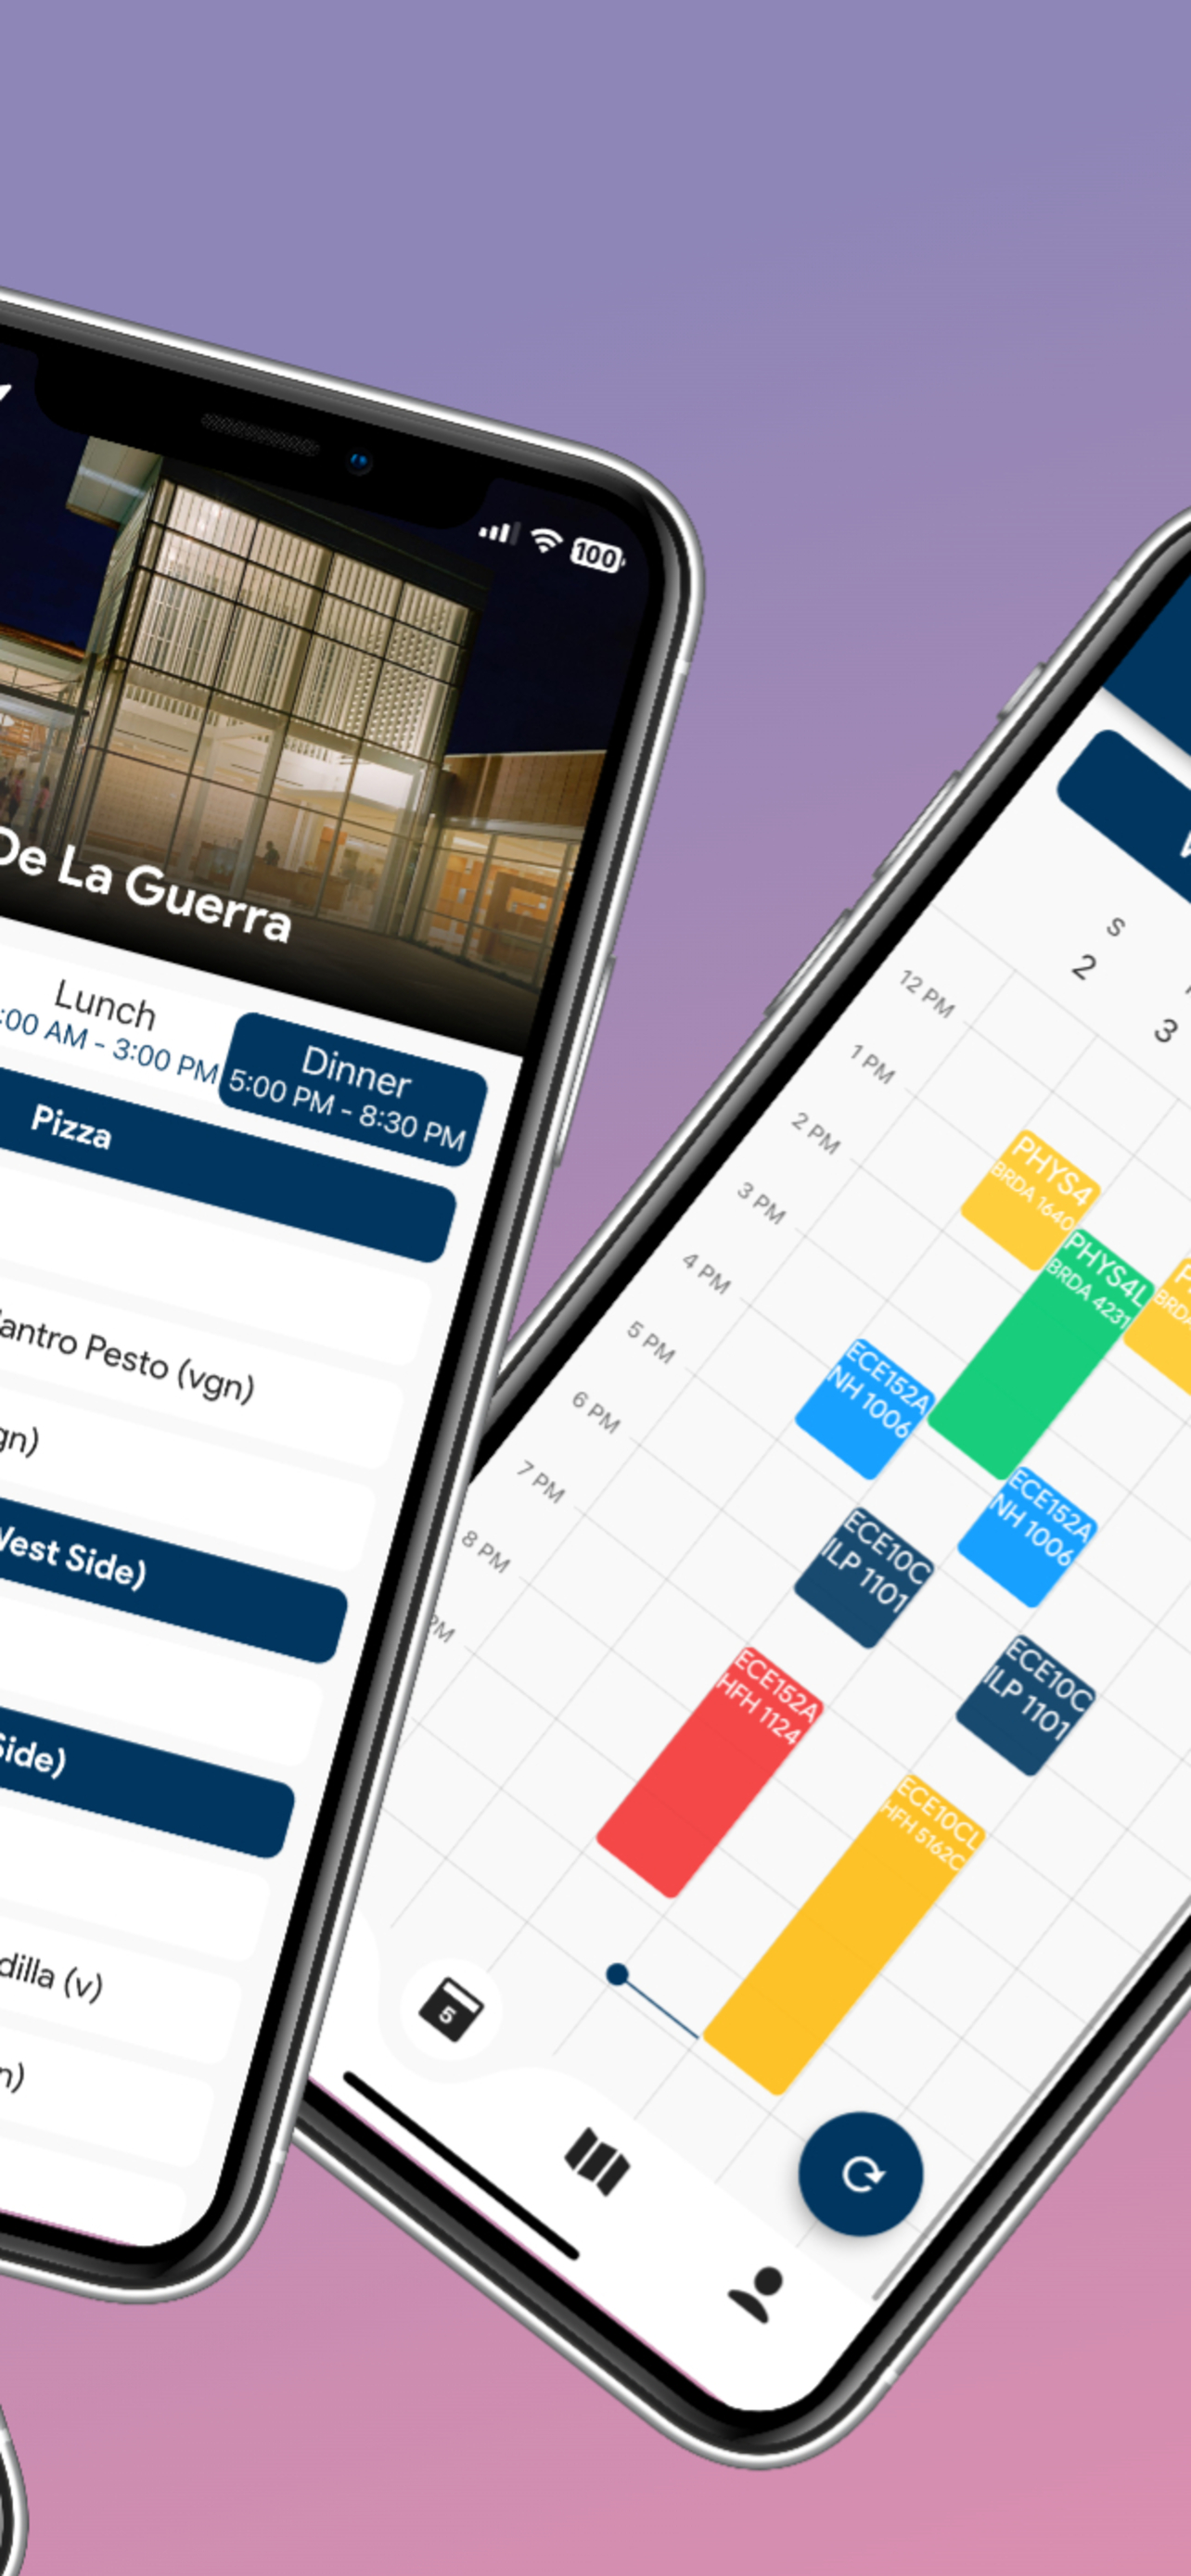 100
De La Guerra
Lunch
:00 AM - 3:00 PM
Dinner
5:00 PM - 8:30 PM
Pizza
antro Pesto (vgn)
gn)
Vest Side)
Side)
dilla (v)
n)
S
2
3
12 PM
1 PM
2 PM
3 PM
4 PM
5 PM
6 PM
7 PM
8 PM
PM
PHYS4
BRDA 1640
PHYS4L
BRDA 4231
P
BRDA
ECE152A
NH 1006
ECE152A
NH 1006
ECE10C
ILP 1101
ECE10C
ILP 1101
ECE152A
HFH 1124
ECE10CL
HFH 5162C
5